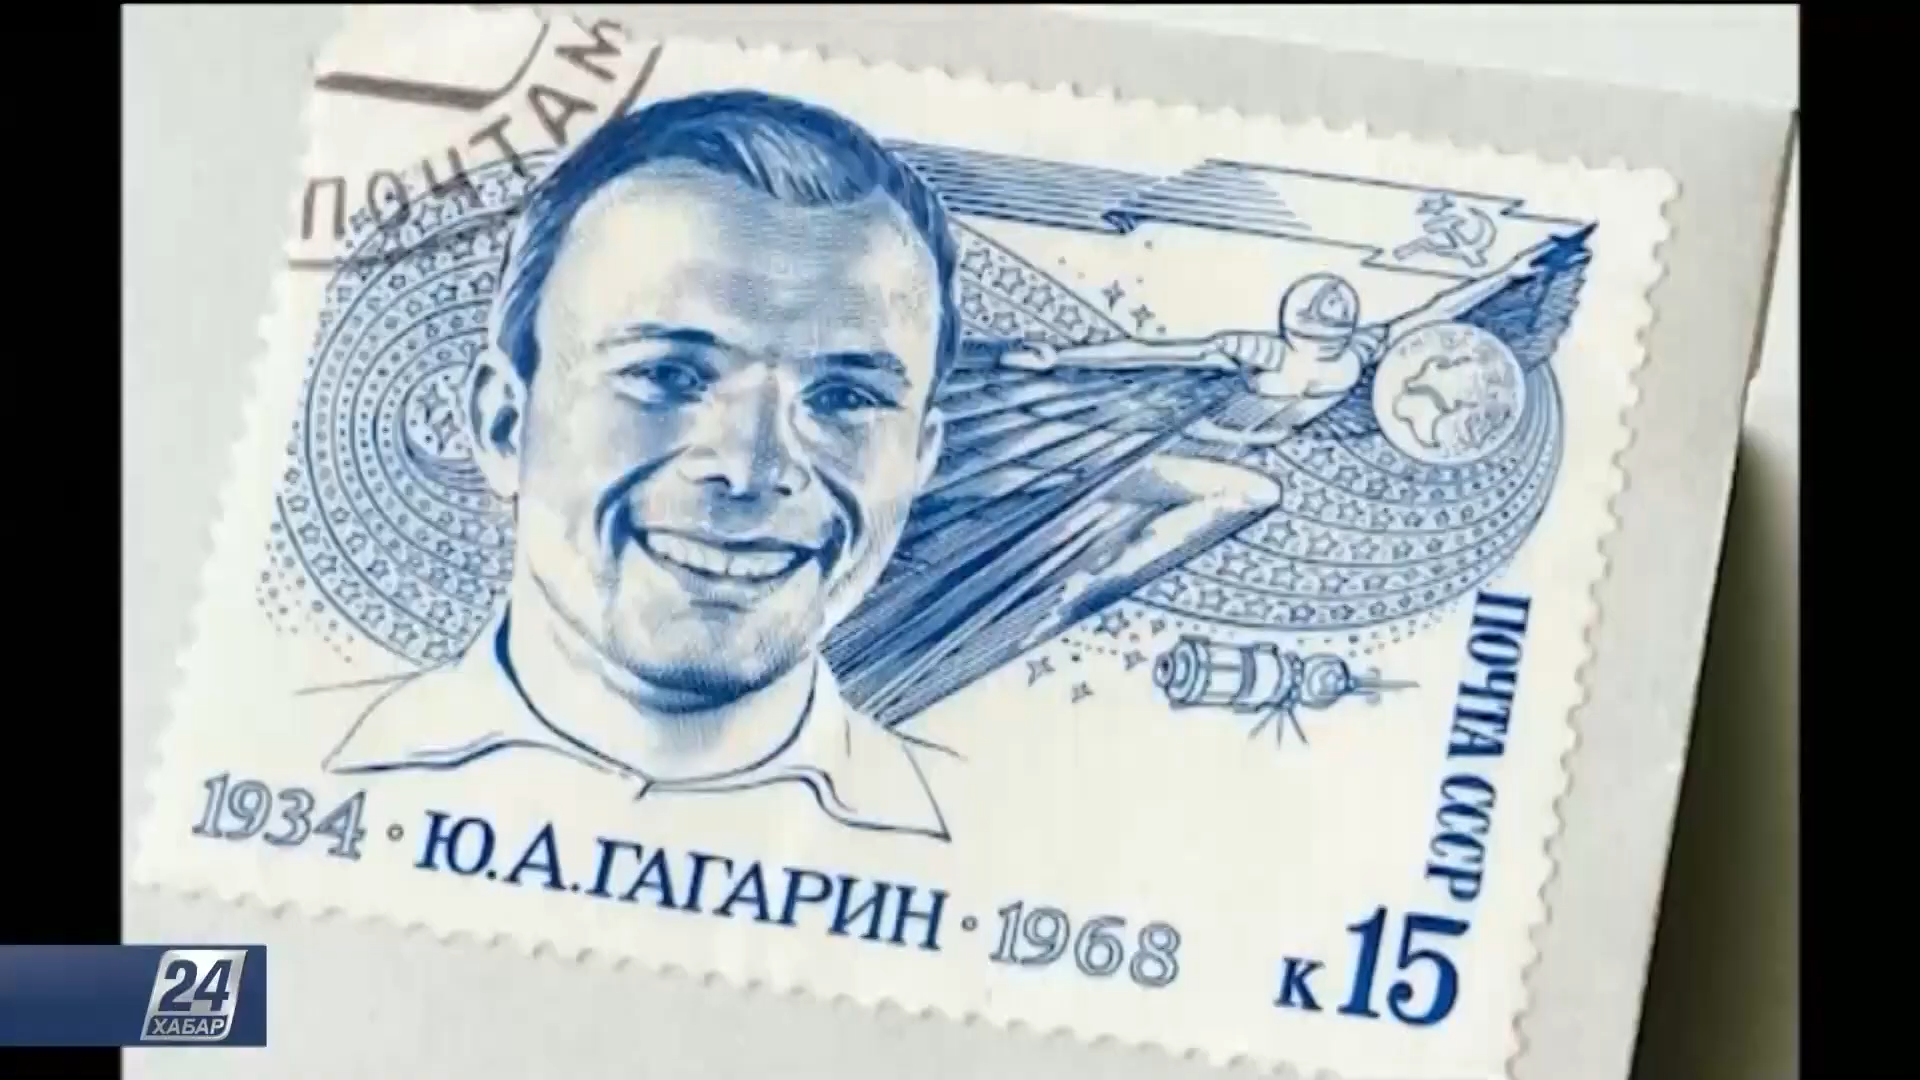 ПОЧТАМ
ПОЧТА СССР
1934 · Ю.А.ГАГАРИН · 1968
к 15
24
ХАБАР